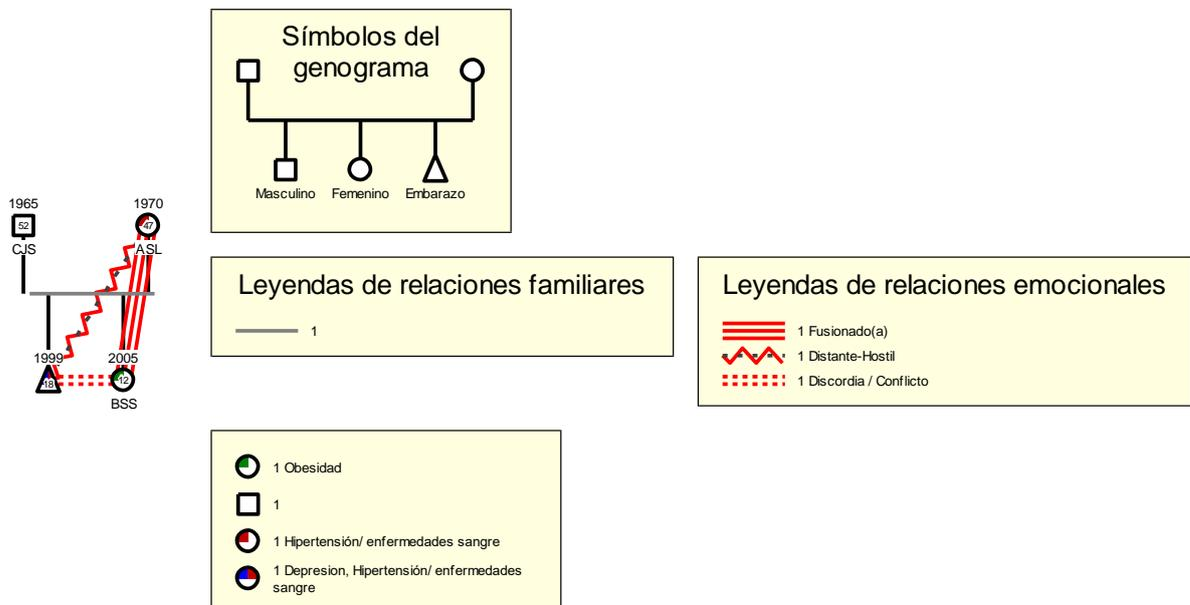 Símbolos del
genograma
Masculino Femenino Embarazo
1965 1970
52 47
CJS ASL
1999 2005
18 12
BSS
Leyendas de relaciones familiares
1
Leyendas de relaciones emocionales
1 Fusionado(a)
1 Distante-Hostil
1 Discordia / Conflicto
1 Obesidad
1
1 Hipertensión/ enfermedades sangre
1 Depresion, Hipertensión/ enfermedades
sangre